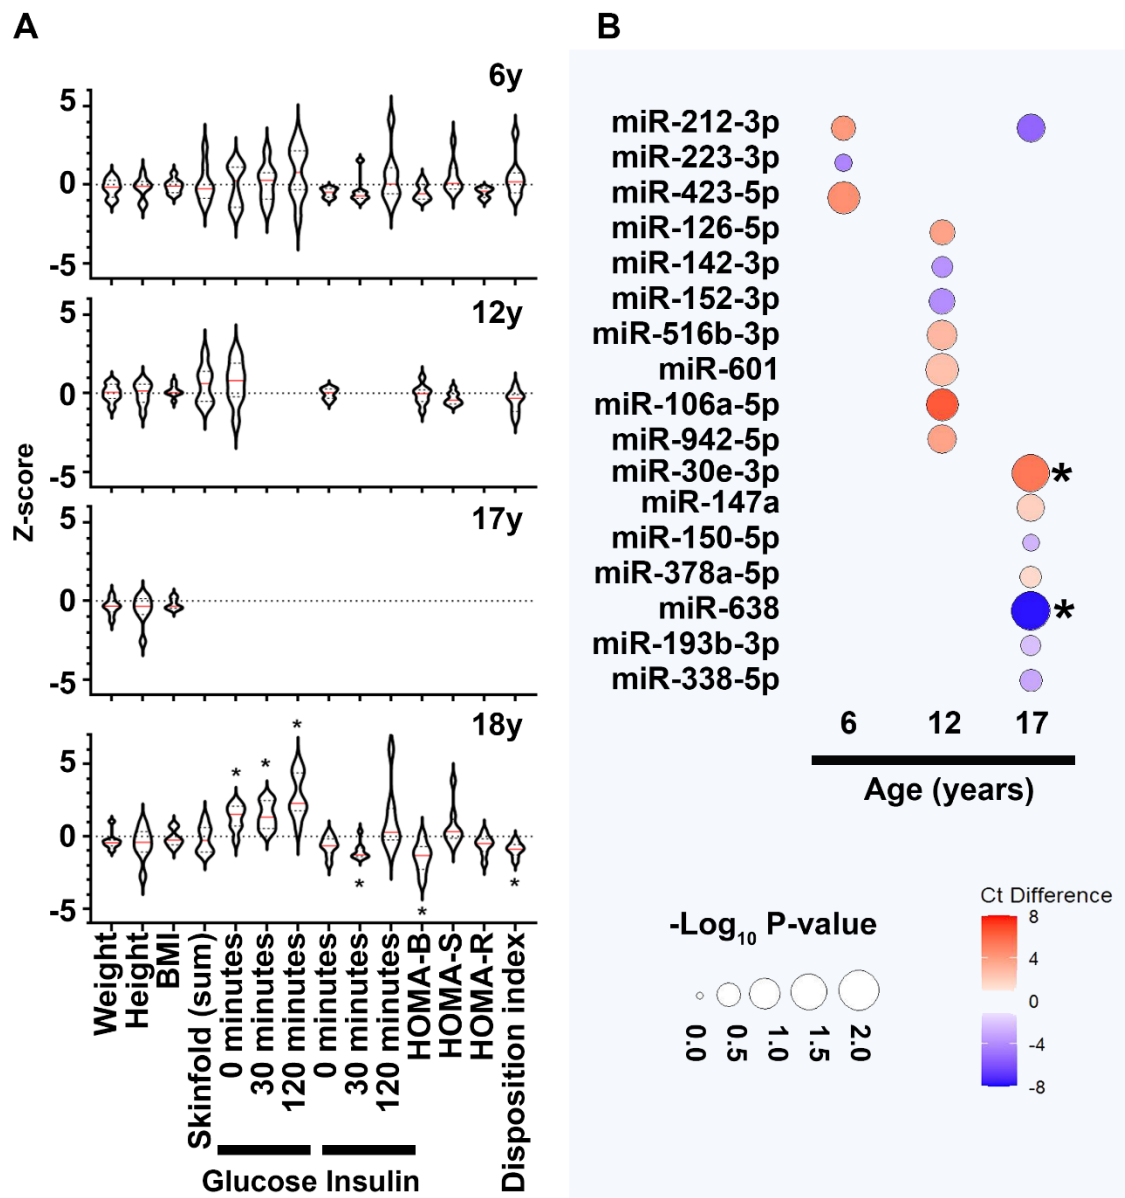 A
B
6y
5
0
-5
12y
5
0
-5
17y
5
0
-5
18y
5
0
-5
Z-score
Weight
Height
BMI
Skinfold (sum)
0 minutes
30 minutes
120 minutes
0 minutes
30 minutes
120 minutes
HOMA-B
HOMA-S
HOMA-R
Disposition index
Glucose Insulin
* * *
* * *
miR-212-3p
miR-223-3p
miR-423-5p
miR-126-5p
miR-142-3p
miR-152-3p
miR-516b-3p
miR-601
miR-106a-5p
miR-942-5p
miR-30e-3p *
miR-147a
miR-150-5p
miR-378a-5p
miR-638 *
miR-193b-3p
miR-338-5p
6 12 17
Age (years)
-Log10 P-value
0.0 0.5 1.0 1.5 2.0
Ct Difference
8
4
0
-4
-8